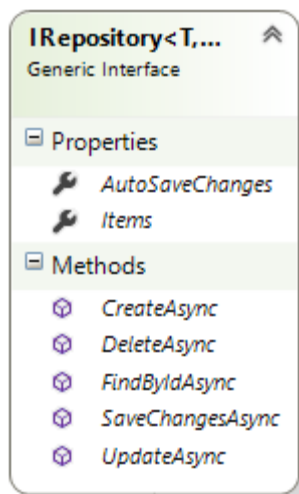 IRepository<T,...
Generic Interface
Properties
AutoSaveChanges
Items
Methods
CreateAsync
DeleteAsync
FindByIdAsync
SaveChangesAsync
UpdateAsync